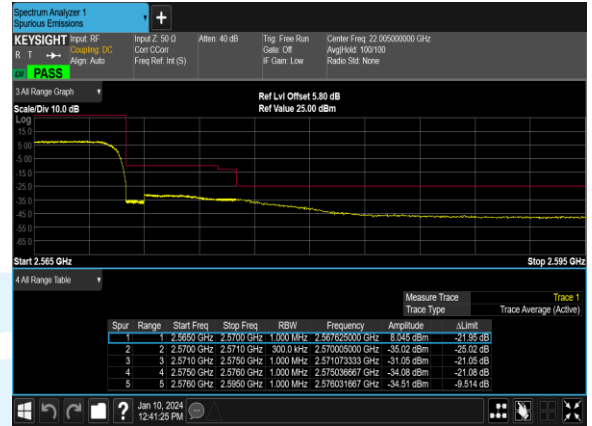 Spectrum Analyzer 1
Spurious Emissions
KEYSIGHT Input: RF Input Z: 50 Ω Atten: 40 dB Trig: Free Run Center Freq: 22.005000000 GHz
R T Coupling: DC Corr CCorr Gate: Off Avg|Hold: 100/100
Align: Auto Freq Ref: Int (S) IF Gain: Low Radio Std: None
LVI PASS
3 All Range Graph
Ref Lvl Offset 5.80 dB
Scale/Div 10.0 dB Ref Value 25.00 dBm
Log
15.0
5.00
-5.00
-15.0
-25.0
-35.0
-45.0
-55.0
-65.0
Start 2.565 GHz Stop 2.595 GHz
4 All Range Table
Measure Trace Trace 1
Trace Type Trace Average (Active)
Spur Range Start Freq Stop Freq RBW Frequency Amplitude ΔLimit
1 1 2.5650 GHz 2.5700 GHz 1.000 MHz 2.567625000 GHz 8.045 dBm -21.95 dB
2 2 2.5700 GHz 2.5710 GHz 300.0 kHz 2.570005000 GHz -35.02 dBm -25.02 dB
3 3 2.5710 GHz 2.5750 GHz 1.000 MHz 2.571073333 GHz -31.05 dBm -21.05 dB
4 4 2.5750 GHz 2.5760 GHz 1.000 MHz 2.575036667 GHz -34.08 dBm -21.08 dB
5 5 2.5760 GHz 2.5950 GHz 1.000 MHz 2.576031667 GHz -34.51 dBm -9.514 dB
Jan 10, 2024
12:41:25 PM